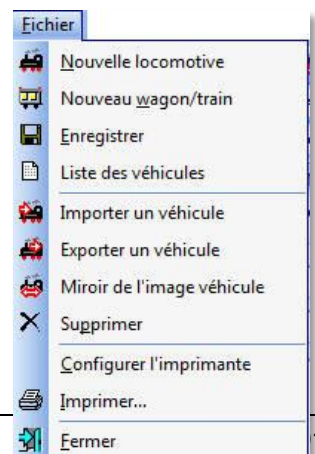 Fichier
Nouvelle locomotive
Nouveau wagon/train
Enregistrer
Liste des véhicules
Importer un véhicule
Exporter un véhicule
Miroir de l'image véhicule
Supprimer
Configurer l'imprimante
Imprimer...
Fermer